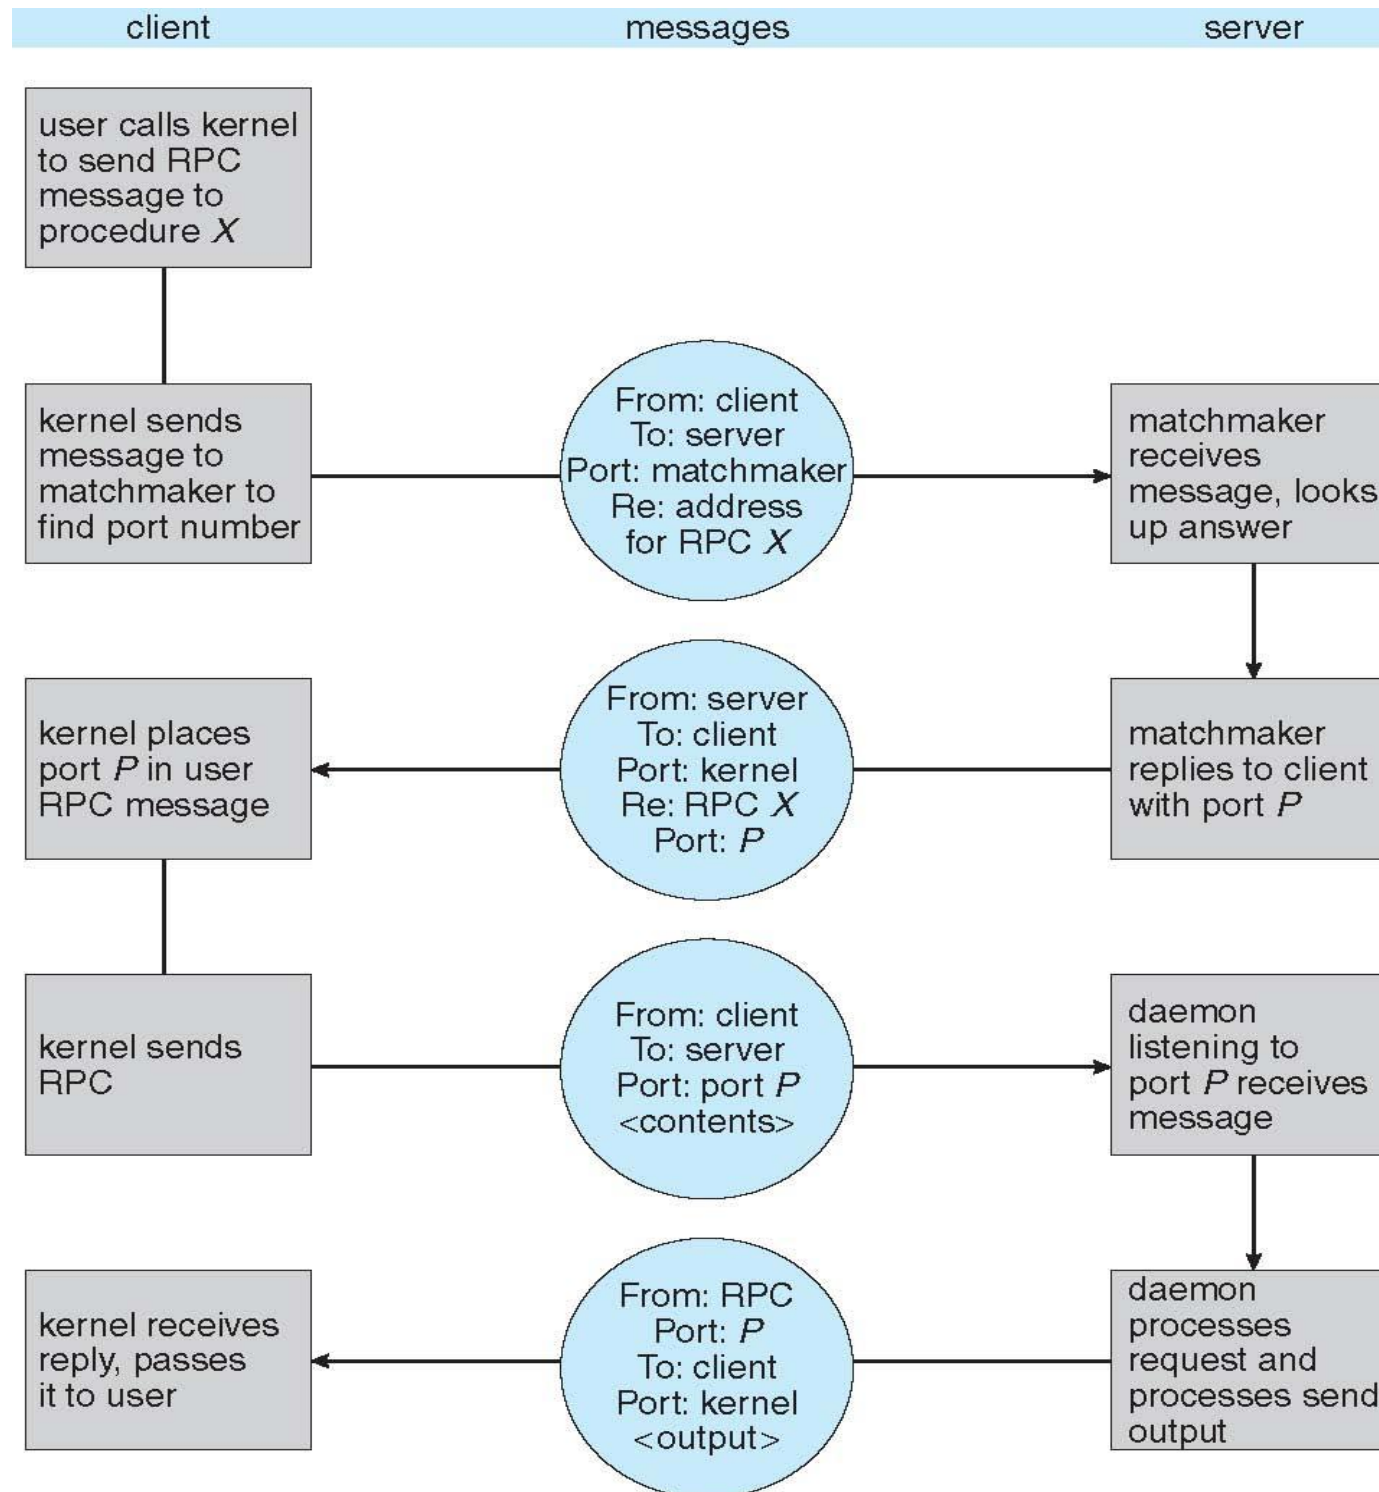 client
messages
server
user calls kernel
to send RPC
message to
procedure X
kernel sends
message to
matchmaker to
find port number
From: client
To: server
Port: matchmaker
Re: address
for RPC X
matchmaker
receives
message, looks
up answer
kernel places
port P in user
RPC message
From: server
To: client
Port: kernel
Re: RPC X
Port: P
matchmaker
replies to client
with port P
kernel sends
RPC
From: client
To: server
Port: port P
<contents>
daemon
listening to
port P receives
message
kernel receives
reply, passes
it to user
From: RPC
Port: P
To: client
Port: kernel
<output>
daemon
processes
request and
processes send
output